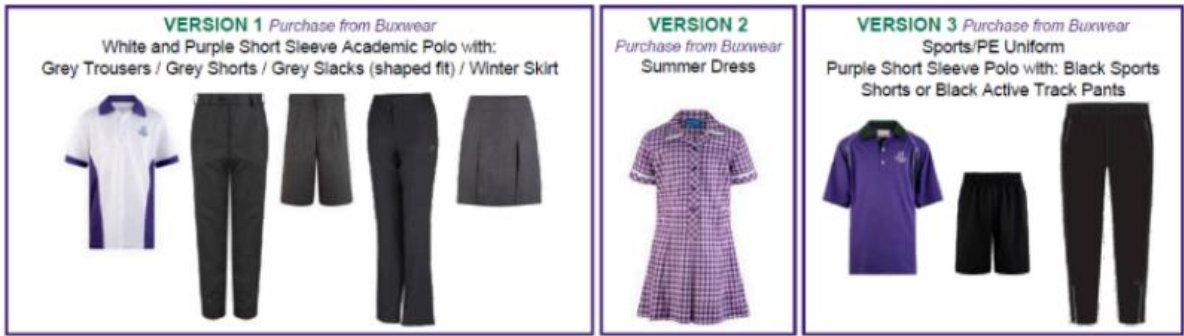 VERSION 1 Purchase from Buxwear
White and Purple Short Sleeve Academic Polo with:
Grey Trousers / Grey Shorts / Grey Slacks (shaped fit) / Winter Skirt
VERSION 2
Purchase from Buxwear
Summer Dress
VERSION 3 Purchase from Buxwear
Sports/PE Uniform
Purple Short Sleeve Polo with: Black Sports
Shorts or Black Active Track Pants